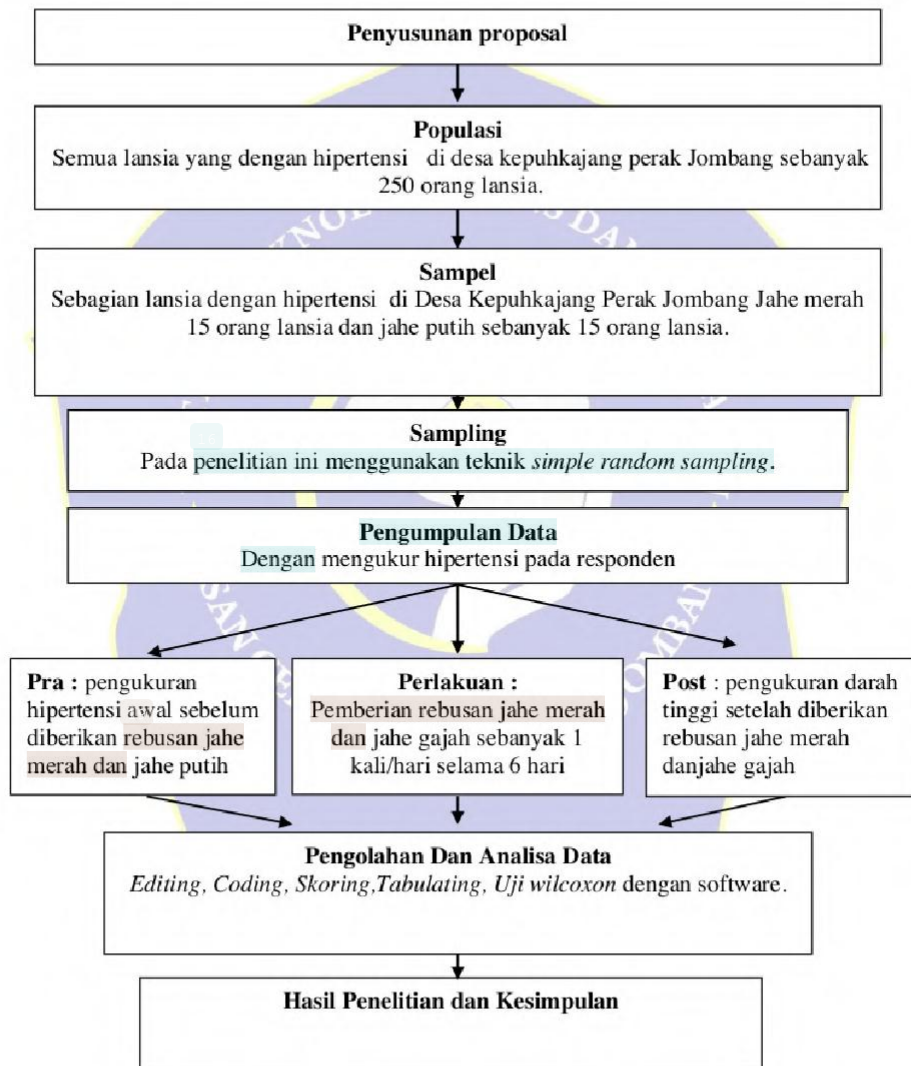 Penyusunan proposal
Populasi
Semua lansia yang dengan hipertensi di desa kepuhkajang perak Jombang sebanyak
250 orang lansia.
Sampel
Sebagian lansia dengan hipertensi di Desa Kepuhkajang Perak Jombang Jahe merah
15 orang lansia dan jahe putih sebanyak 15 orang lansia.
Sampling
Pada penelitian ini menggunakan teknik simple random sampling.
Pengumpulan Data
Dengan mengukur hipertensi pada responden
Pra : pengukuran
hipertensi awal sebelum
diberikan rebusan jahe
merah dan jahe putih
Perlakuan :
Pemberian rebusan jahe merah
dan jahe gajah sebanyak 1
kali/hari selama 6 hari
Post : pengukuran darah
tinggi setelah diberikan
rebusan jahe merah
danjahe gajah
Pengolahan Dan Analisa Data
Editing, Coding, Skoring,Tabulating, Uji wilcoxon dengan software.
Hasil Penelitian dan Kesimpulan